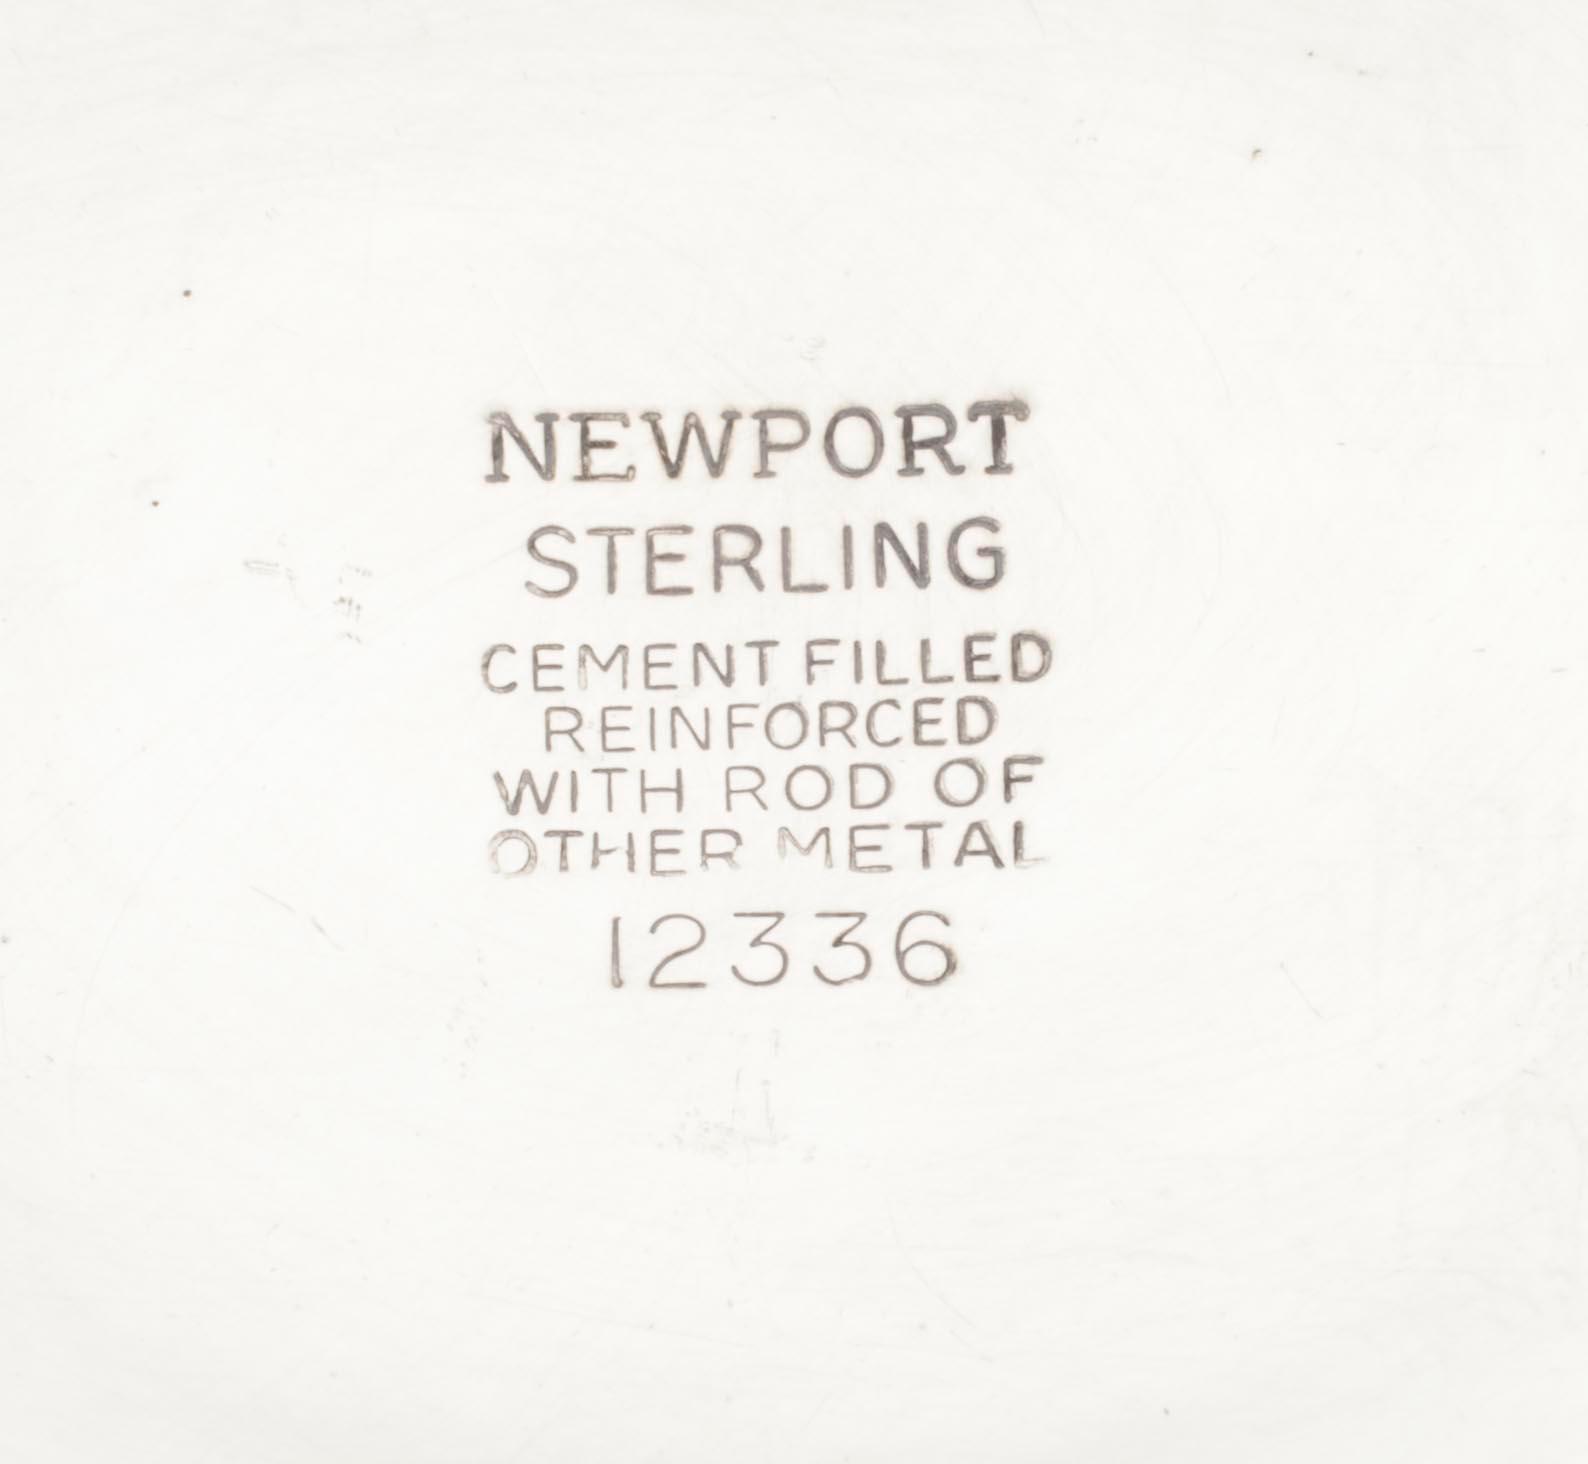 NEWPORT
STERLING
CEMENT FILLED
REINFORCED
WITH ROD OF
OTHER METAL
12336